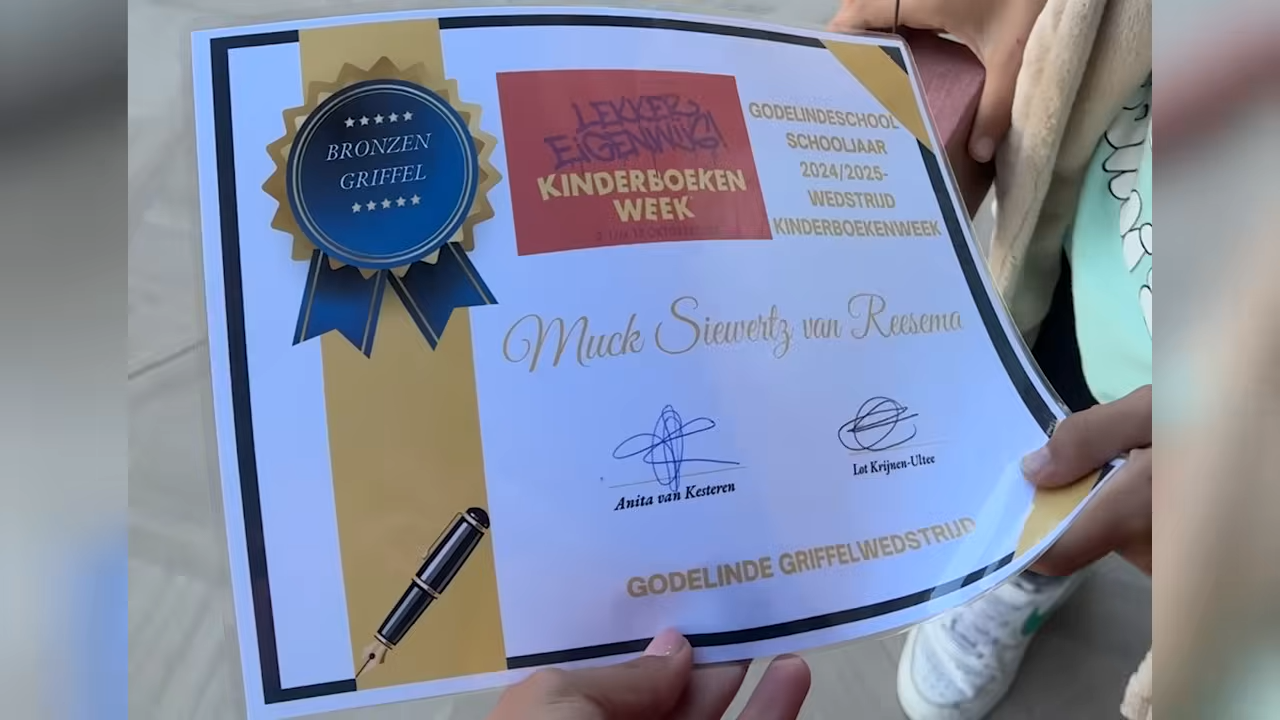 BRONZEN
GRIFFEL
LEKKER
EIGENWIJS!
KINDERBOEKEN
WEEK
GODELINDESCHOOL
SCHOOLJAAR
2024/2025-
WEDSTRIJD
KINDERBOEKENWEEK
Muck Siewertz van Reesema
Anita van Kesteren
Lot Krijnen-Ultee
GODELINDE GRIFFELWEDSTRIJD